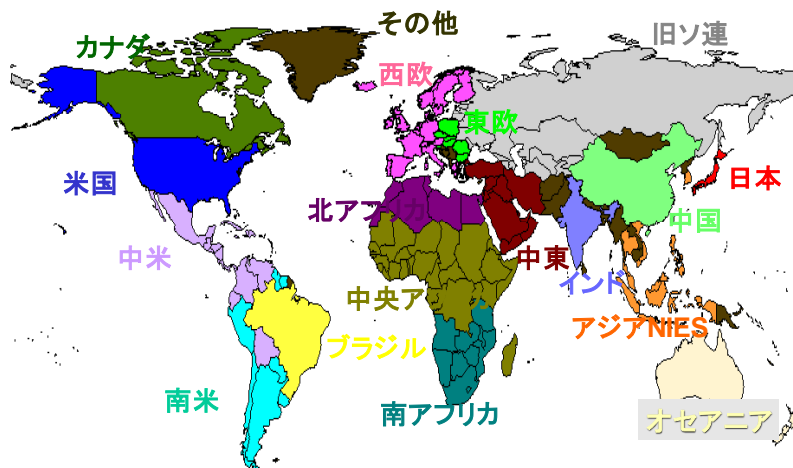 その他
カナダ
旧ソ連
西欧
東欧
米国
日本
北アフリカ
中国
中米
中東
インド
中央ア
アジアNIES
ブラジル
南米
南アフリカ
オセアニア